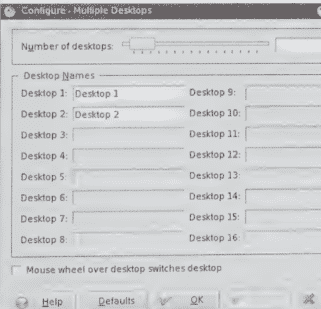 Configure - Multiple Desktops
Number of desktops:
Desktop Names
Desktop 1: Desktop 1 Desktop 9:
Desktop 2: Desktop 2 Desktop 10:
Desktop 3: Desktop 11:
Desktop 4: Desktop 12:
Desktop 5: Desktop 13:
Desktop 6: Desktop 14:
Desktop 7: Desktop 15:
Desktop 8: Desktop 16:
Mouse wheel over desktop switches desktop
Help Defaults OK